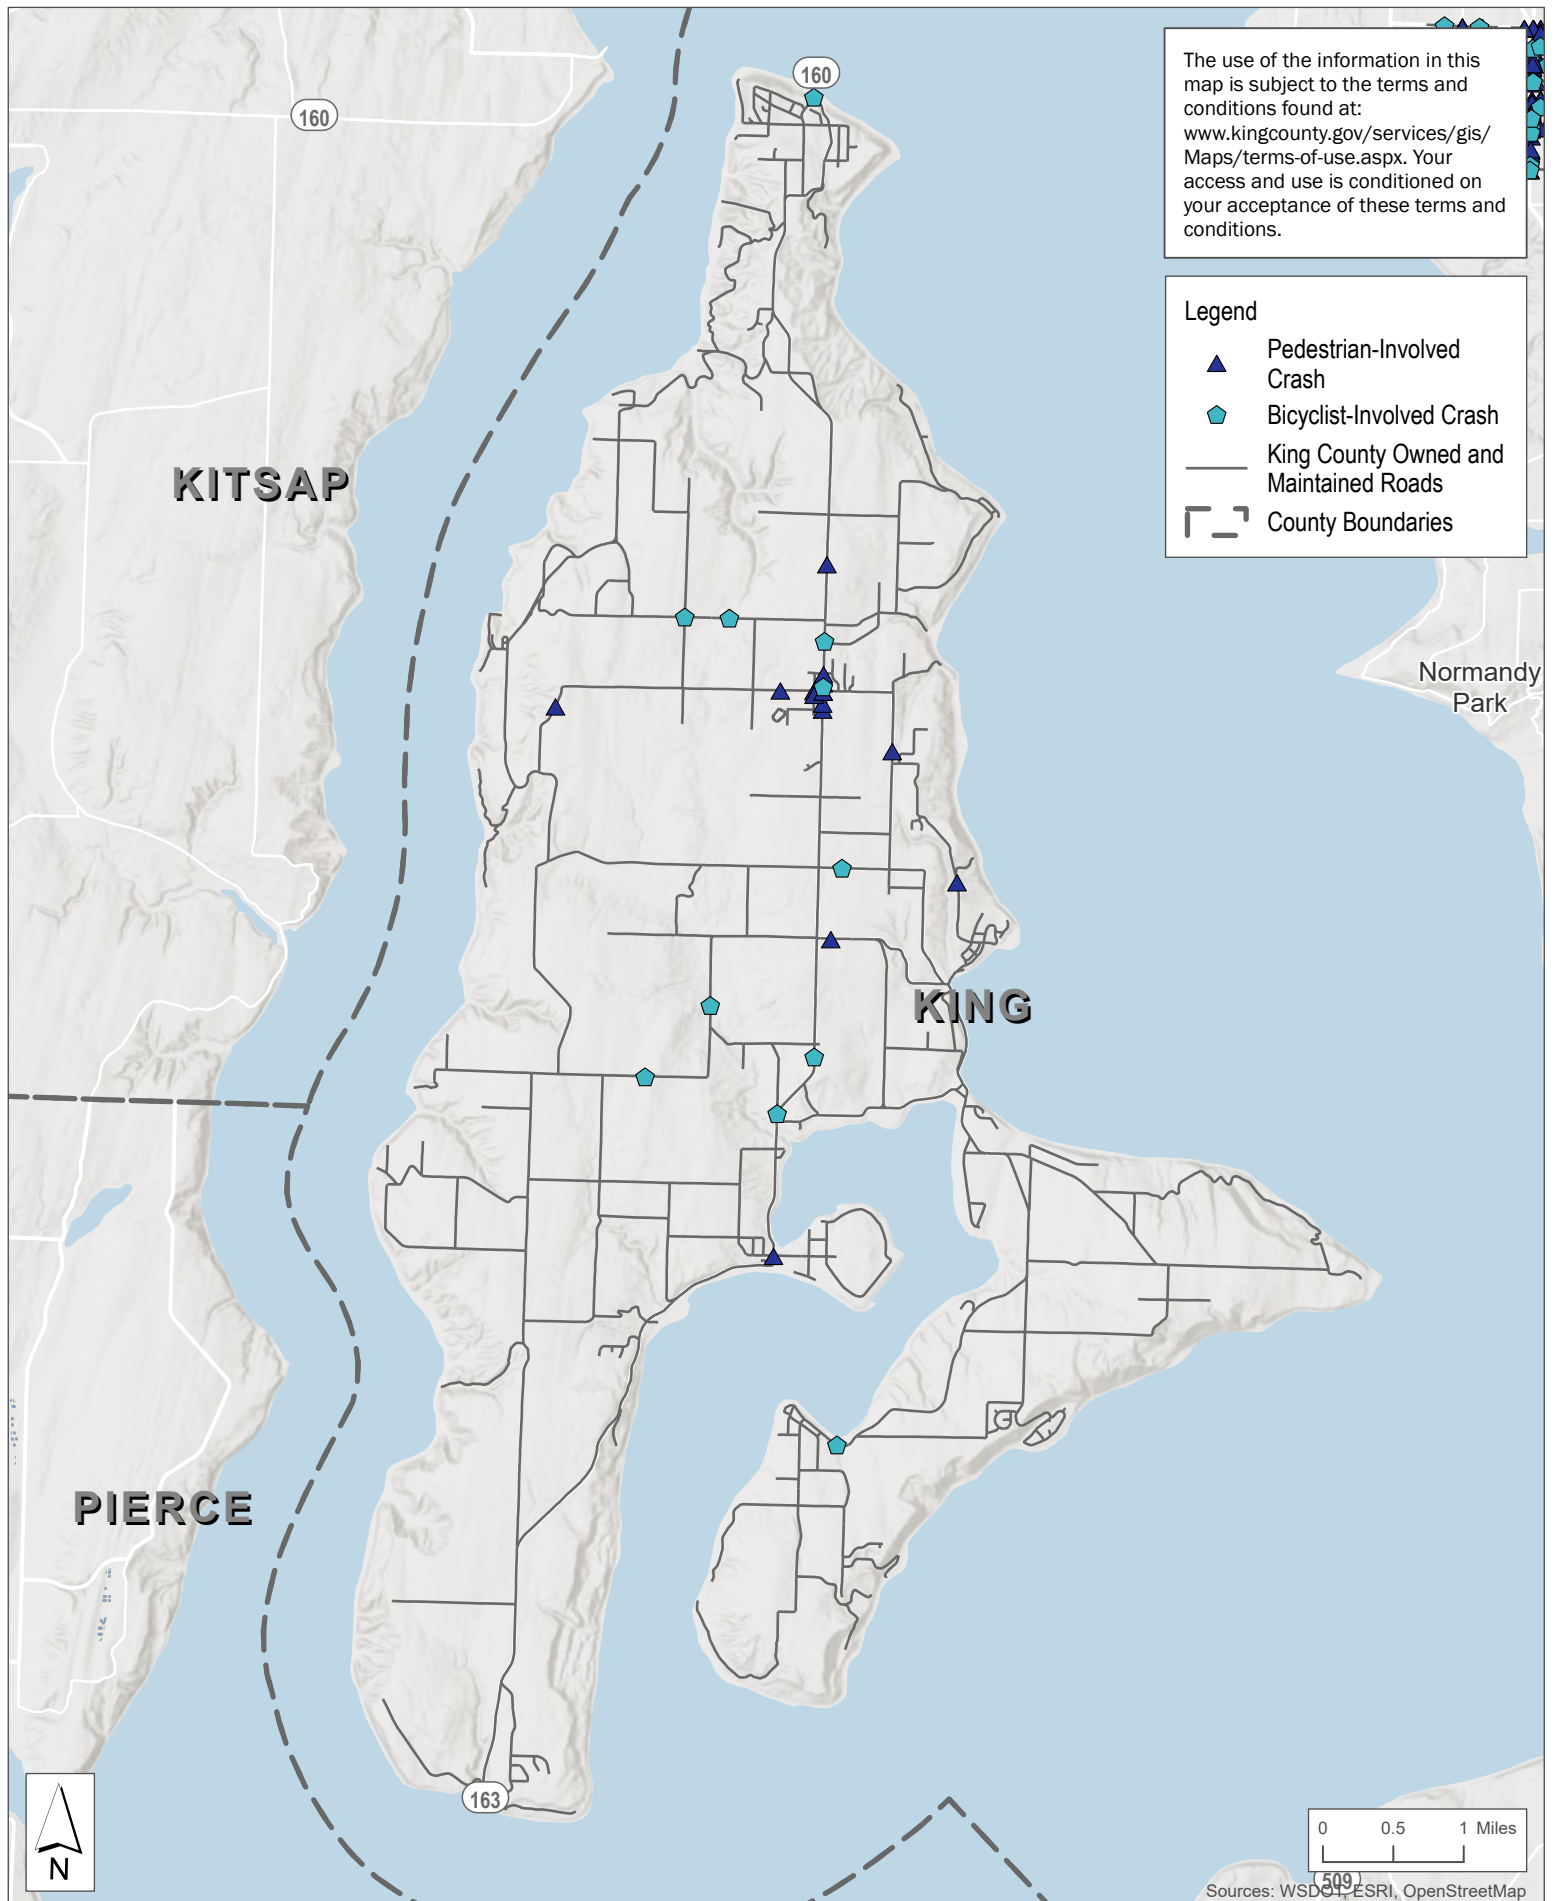 160
160
The use of the information in this
map is subject to the terms and
conditions found at:
www.kingcounty.gov/services/gis/
Maps/terms-of-use.aspx. Your
access and use is conditioned on
your acceptance of these terms and
conditions.
Legend
Pedestrian-Involved
Crash
Bicyclist-Involved Crash
King County Owned and
Maintained Roads
County Boundaries
KITSAP
Normandy
Park
KING
PIERCE
163
N
0 0.5 1 Miles
509
Sources: WSDOT, ESRI, OpenStreetMap